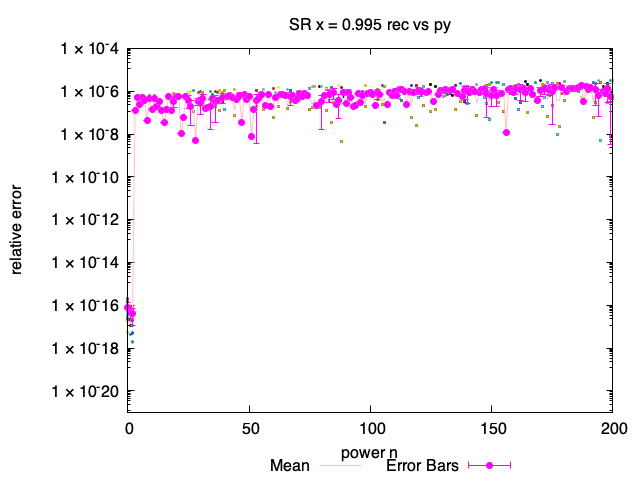 SR x = 0.995 rec vs py
relative error
1 × 10⁻⁴
1 × 10⁻⁶
1 × 10⁻⁸
1 × 10⁻¹⁰
1 × 10⁻¹²
1 × 10⁻¹⁴
1 × 10⁻¹⁶
1 × 10⁻¹⁸
1 × 10⁻²⁰
0 50 100 150 200
power n
Mean Error Bars